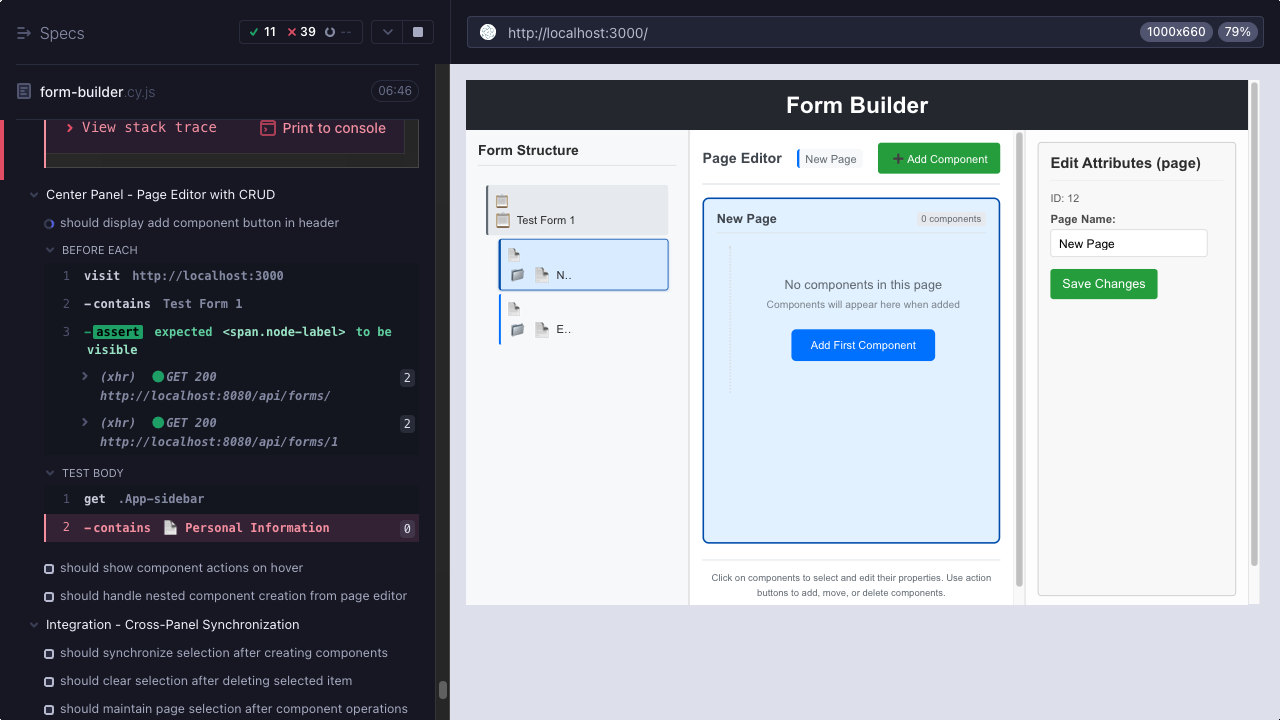 Specs
11
39
--
form-builder.cy.js
06:46
View stack trace
Print to console
Center Panel - Page Editor with CRUD
should display add component button in header
BEFORE EACH
1 visit http://localhost:3000
2 -contains Test Form 1
3 -assert expected <span.node-label> to be
visible
(xhr) GET 200
http://localhost:8080/api/forms/
2
(xhr) GET 200
http://localhost:8080/api/forms/1
2
TEST BODY
1 get .App-sidebar
2 -contains Personal Information 0
should show component actions on hover
should handle nested component creation from page editor
Integration - Cross-Panel Synchronization
should synchronize selection after creating components
should clear selection after deleting selected item
should maintain page selection after component operations
http://localhost:3000/
1000x660
79%
Form Builder
Form Structure
Test Form 1
N..
E..
Page Editor
New Page
Add Component
New Page
0 components
No components in this page
Components will appear here when added
Add First Component
Click on components to select and edit their properties. Use action
buttons to add, move, or delete components.
Edit Attributes (page)
ID: 12
Page Name:
New Page
Save Changes